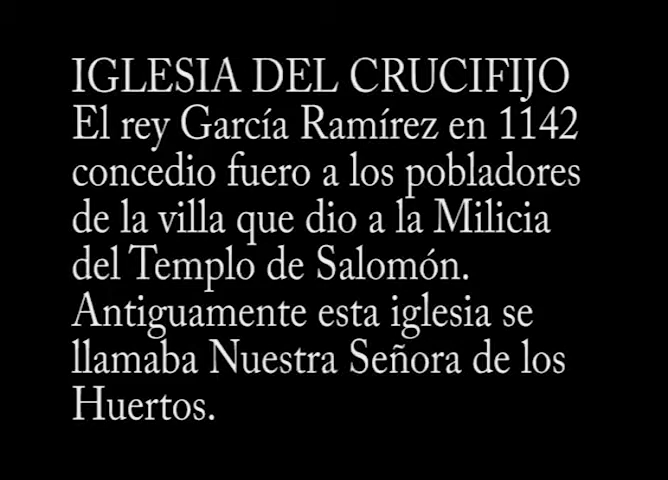 IGLESIA DEL CRUCIFIJO
El rey García Ramírez en 1142
concedio fuero a los pobladores
de la villa que dio a la Milicia
del Templo de Salomón.
Antiguamente esta iglesia se
llamaba Nuestra Señora de los
Huertos.